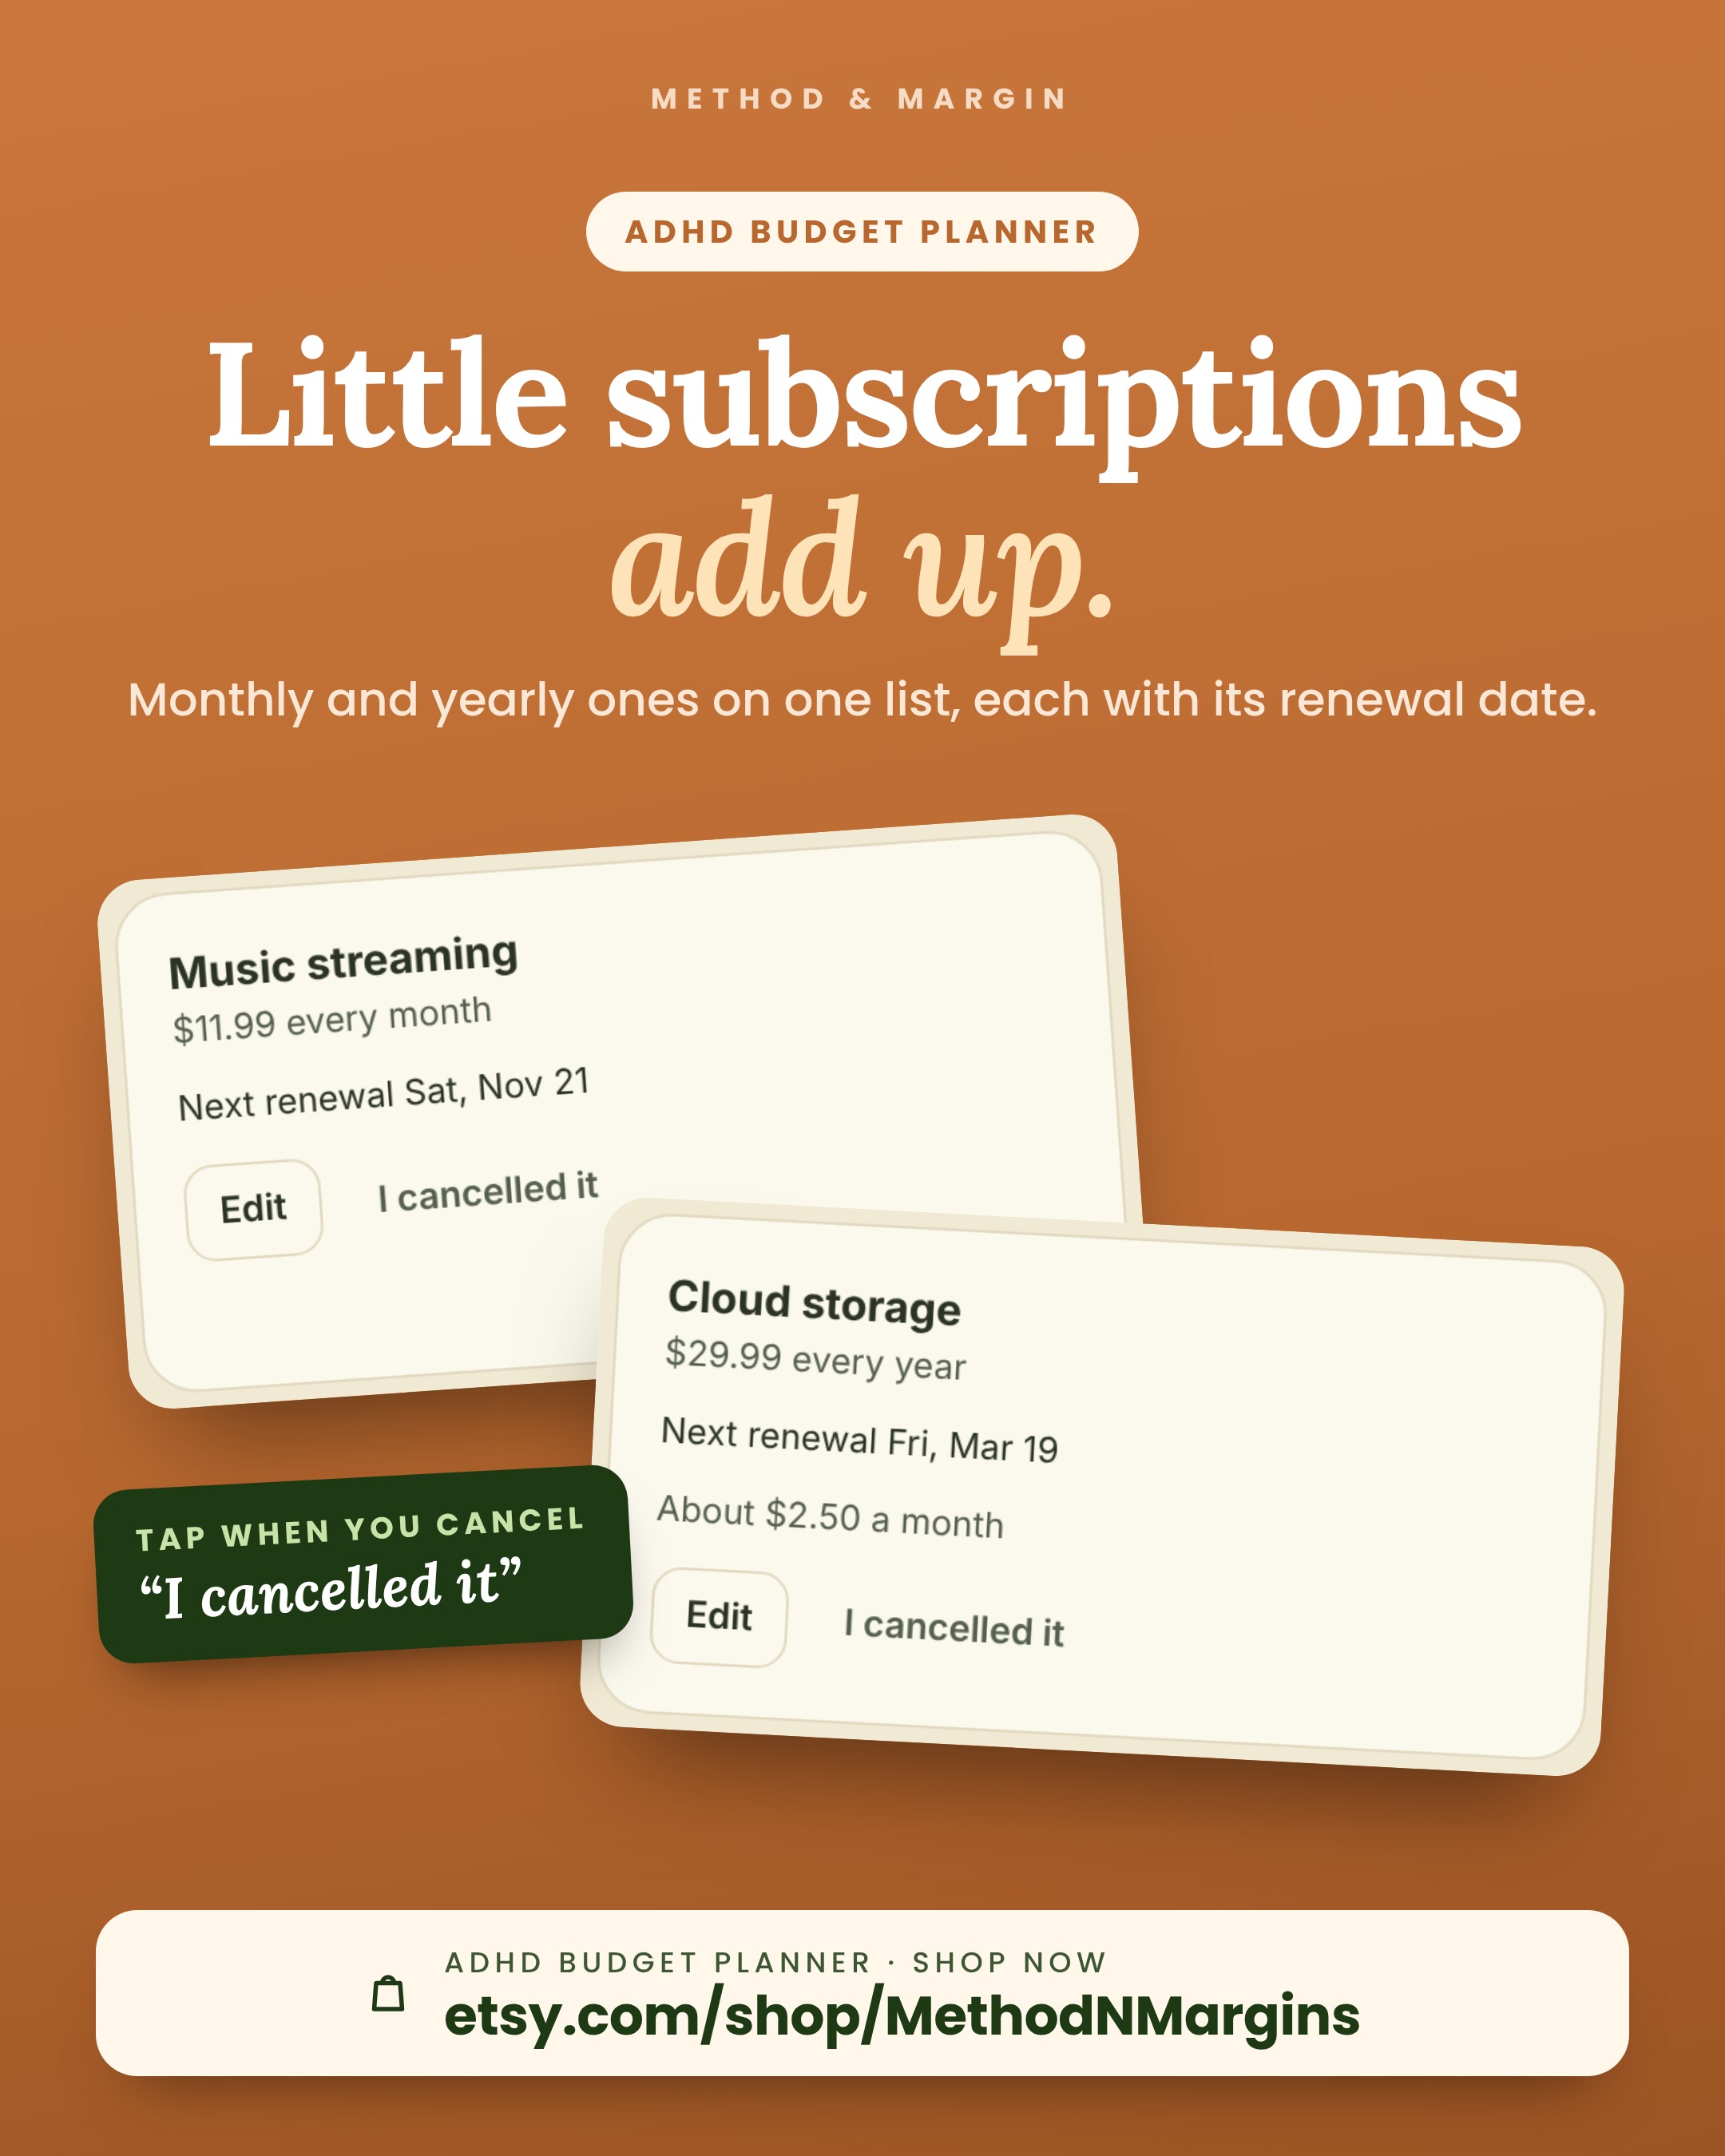 METHOD & MARGIN
ADHD BUDGET PLANNER
Little subscriptions
add up.
Monthly and yearly ones on one list, each with its renewal date.
Music streaming
$11.99 every month
Next renewal Sat, Nov 21
Edit
I cancelled it
Cloud storage
$29.99 every year
Next renewal Fri, Mar 19
About $2.50 a month
Edit
I cancelled it
TAP WHEN YOU CANCEL
“I cancelled it”
ADHD BUDGET PLANNER · SHOP NOW
etsy.com/shop/MethodNMargins